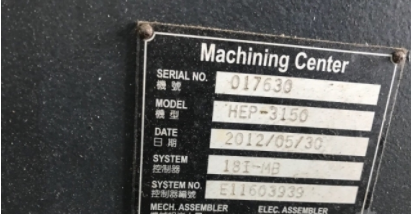 Machining Center
SERIAL NO. 017630
機 號
MODEL HEP-3150
機 型
DATE 2012/05/30
日 期
SYSTEM 18I-MB
控制器
SYSTEM NO. E11603939
控制器編號
MECH. ASSEMBLER ELEC. ASSEMBLER